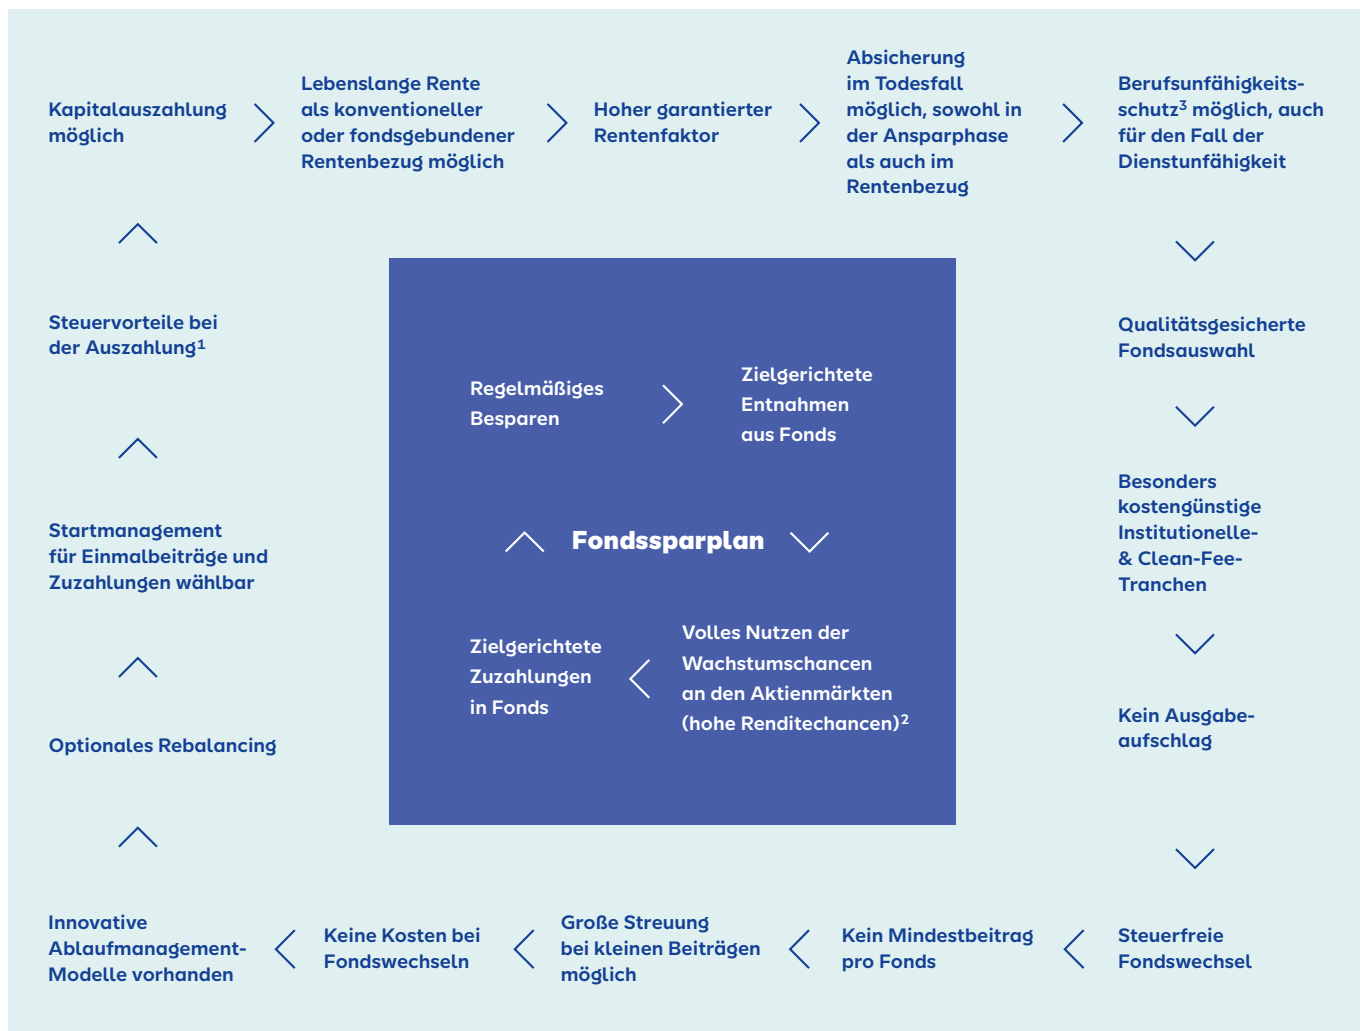 Kapitalauszahlung
möglich
Lebenslange Rente
als konventioneller
oder fondsgebundener
Rentenbezug möglich
Hoher garantierter
Rentenfaktor
Absicherung
im Todesfall
möglich, sowohl in
der Ansparphase
als auch im
Rentenbezug
Berufsunfähigkeits-
schutz³ möglich, auch
für den Fall der
Dienstunfähigkeit
Qualitätsgesicherte
Fondsauswahl
Besonders
kostengünstige
Institutionelle-
& Clean-Fee-
Tranchen
Kein Ausgabe-
aufschlag
Steuerfreie
Fondswechsel
Kein Mindestbeitrag
pro Fonds
Große Streuung
bei kleinen Beiträgen
möglich
Keine Kosten bei
Fondswechseln
Innovative
Ablaufmanagement-
Modelle vorhanden
Optionales Rebalancing
Startmanagement
für Einmalbeiträge und
Zuzahlungen wählbar
Steuervorteile bei
der Auszahlung¹
Regelmäßiges
Besparen
Zielgerichtete
Entnahmen
aus Fonds
Fondssparplan
Volles Nutzen der
Wachstumschancen
an den Aktienmärkten
(hohe Renditechancen)²
Zielgerichtete
Zuzahlungen
in Fonds